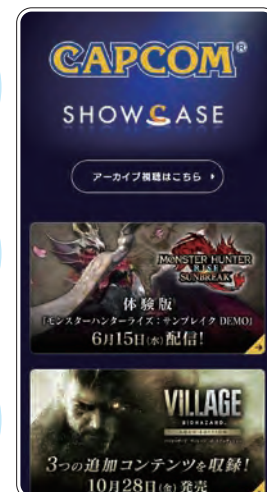 CAPCOM®
SHOWCASE
アーカイブ視聴はこちら
MONSTER HUNTER
RISE
SUNBREAK
体験版
『モンスターハンターライズ：サンブレイク DEMO』
6月15日(水)配信!
VILLAGE
BIOHAZARD
3つの追加コンテンツを収録!
10月28日(金)発売